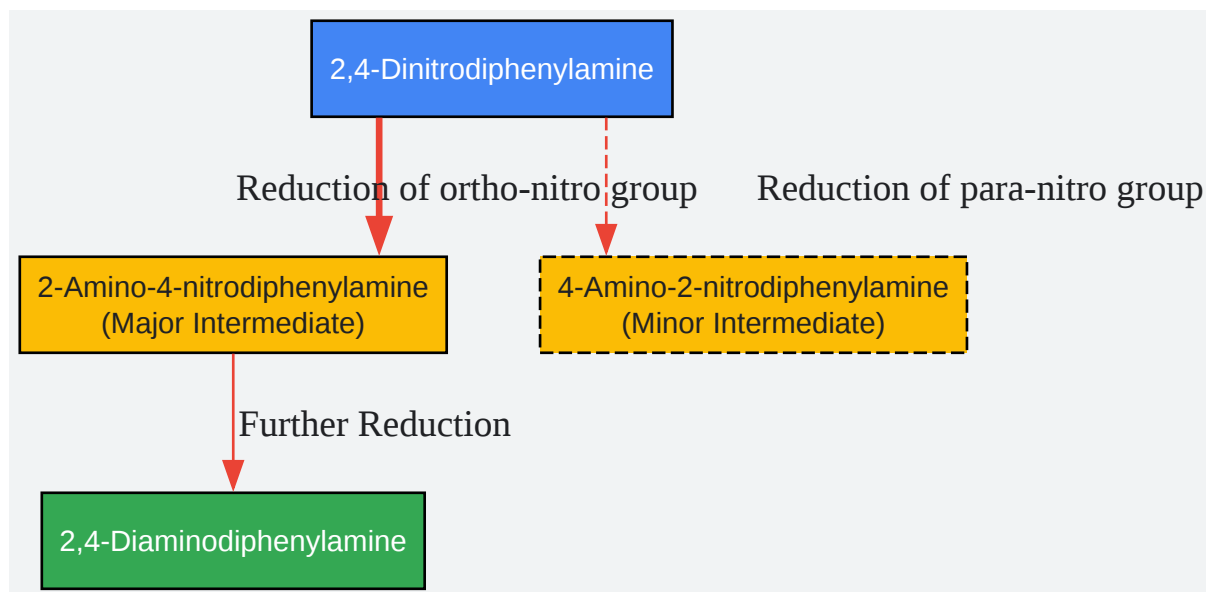 2,4-Dinitrodiphenylamine
Reduction of ortho-nitro group
Reduction of para-nitro group
2-Amino-4-nitrodiphenylamine
(Major Intermediate)
4-Amino-2-nitrodiphenylamine
(Minor Intermediate)
Further Reduction
2,4-Diaminodiphenylamine